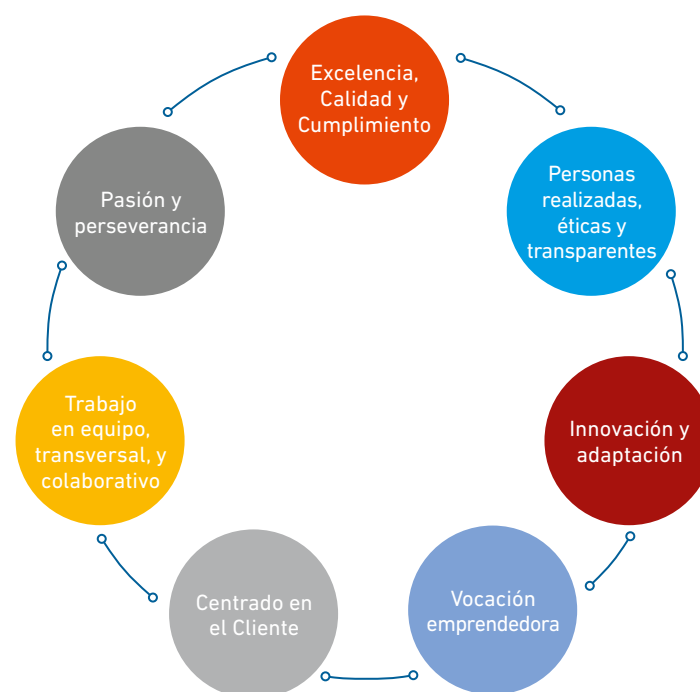 Excelencia,
Calidad y
Cumplimiento
Personas
realizadas,
éticas y
transparentes
Innovación y
adaptación
Vocación
emprendedora
Centrado en
el Cliente
Trabajo
en equipo,
transversal, y
colaborativo
Pasión y
perseverancia